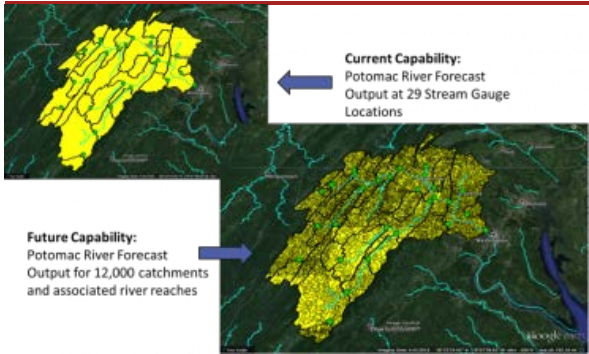 Current Capability:
Potomac River Forecast
Output at 29 Stream Gauge
Locations
Future Capability:
Potomac River Forecast
Output for 12,000 catchments
and associated river reaches
Google